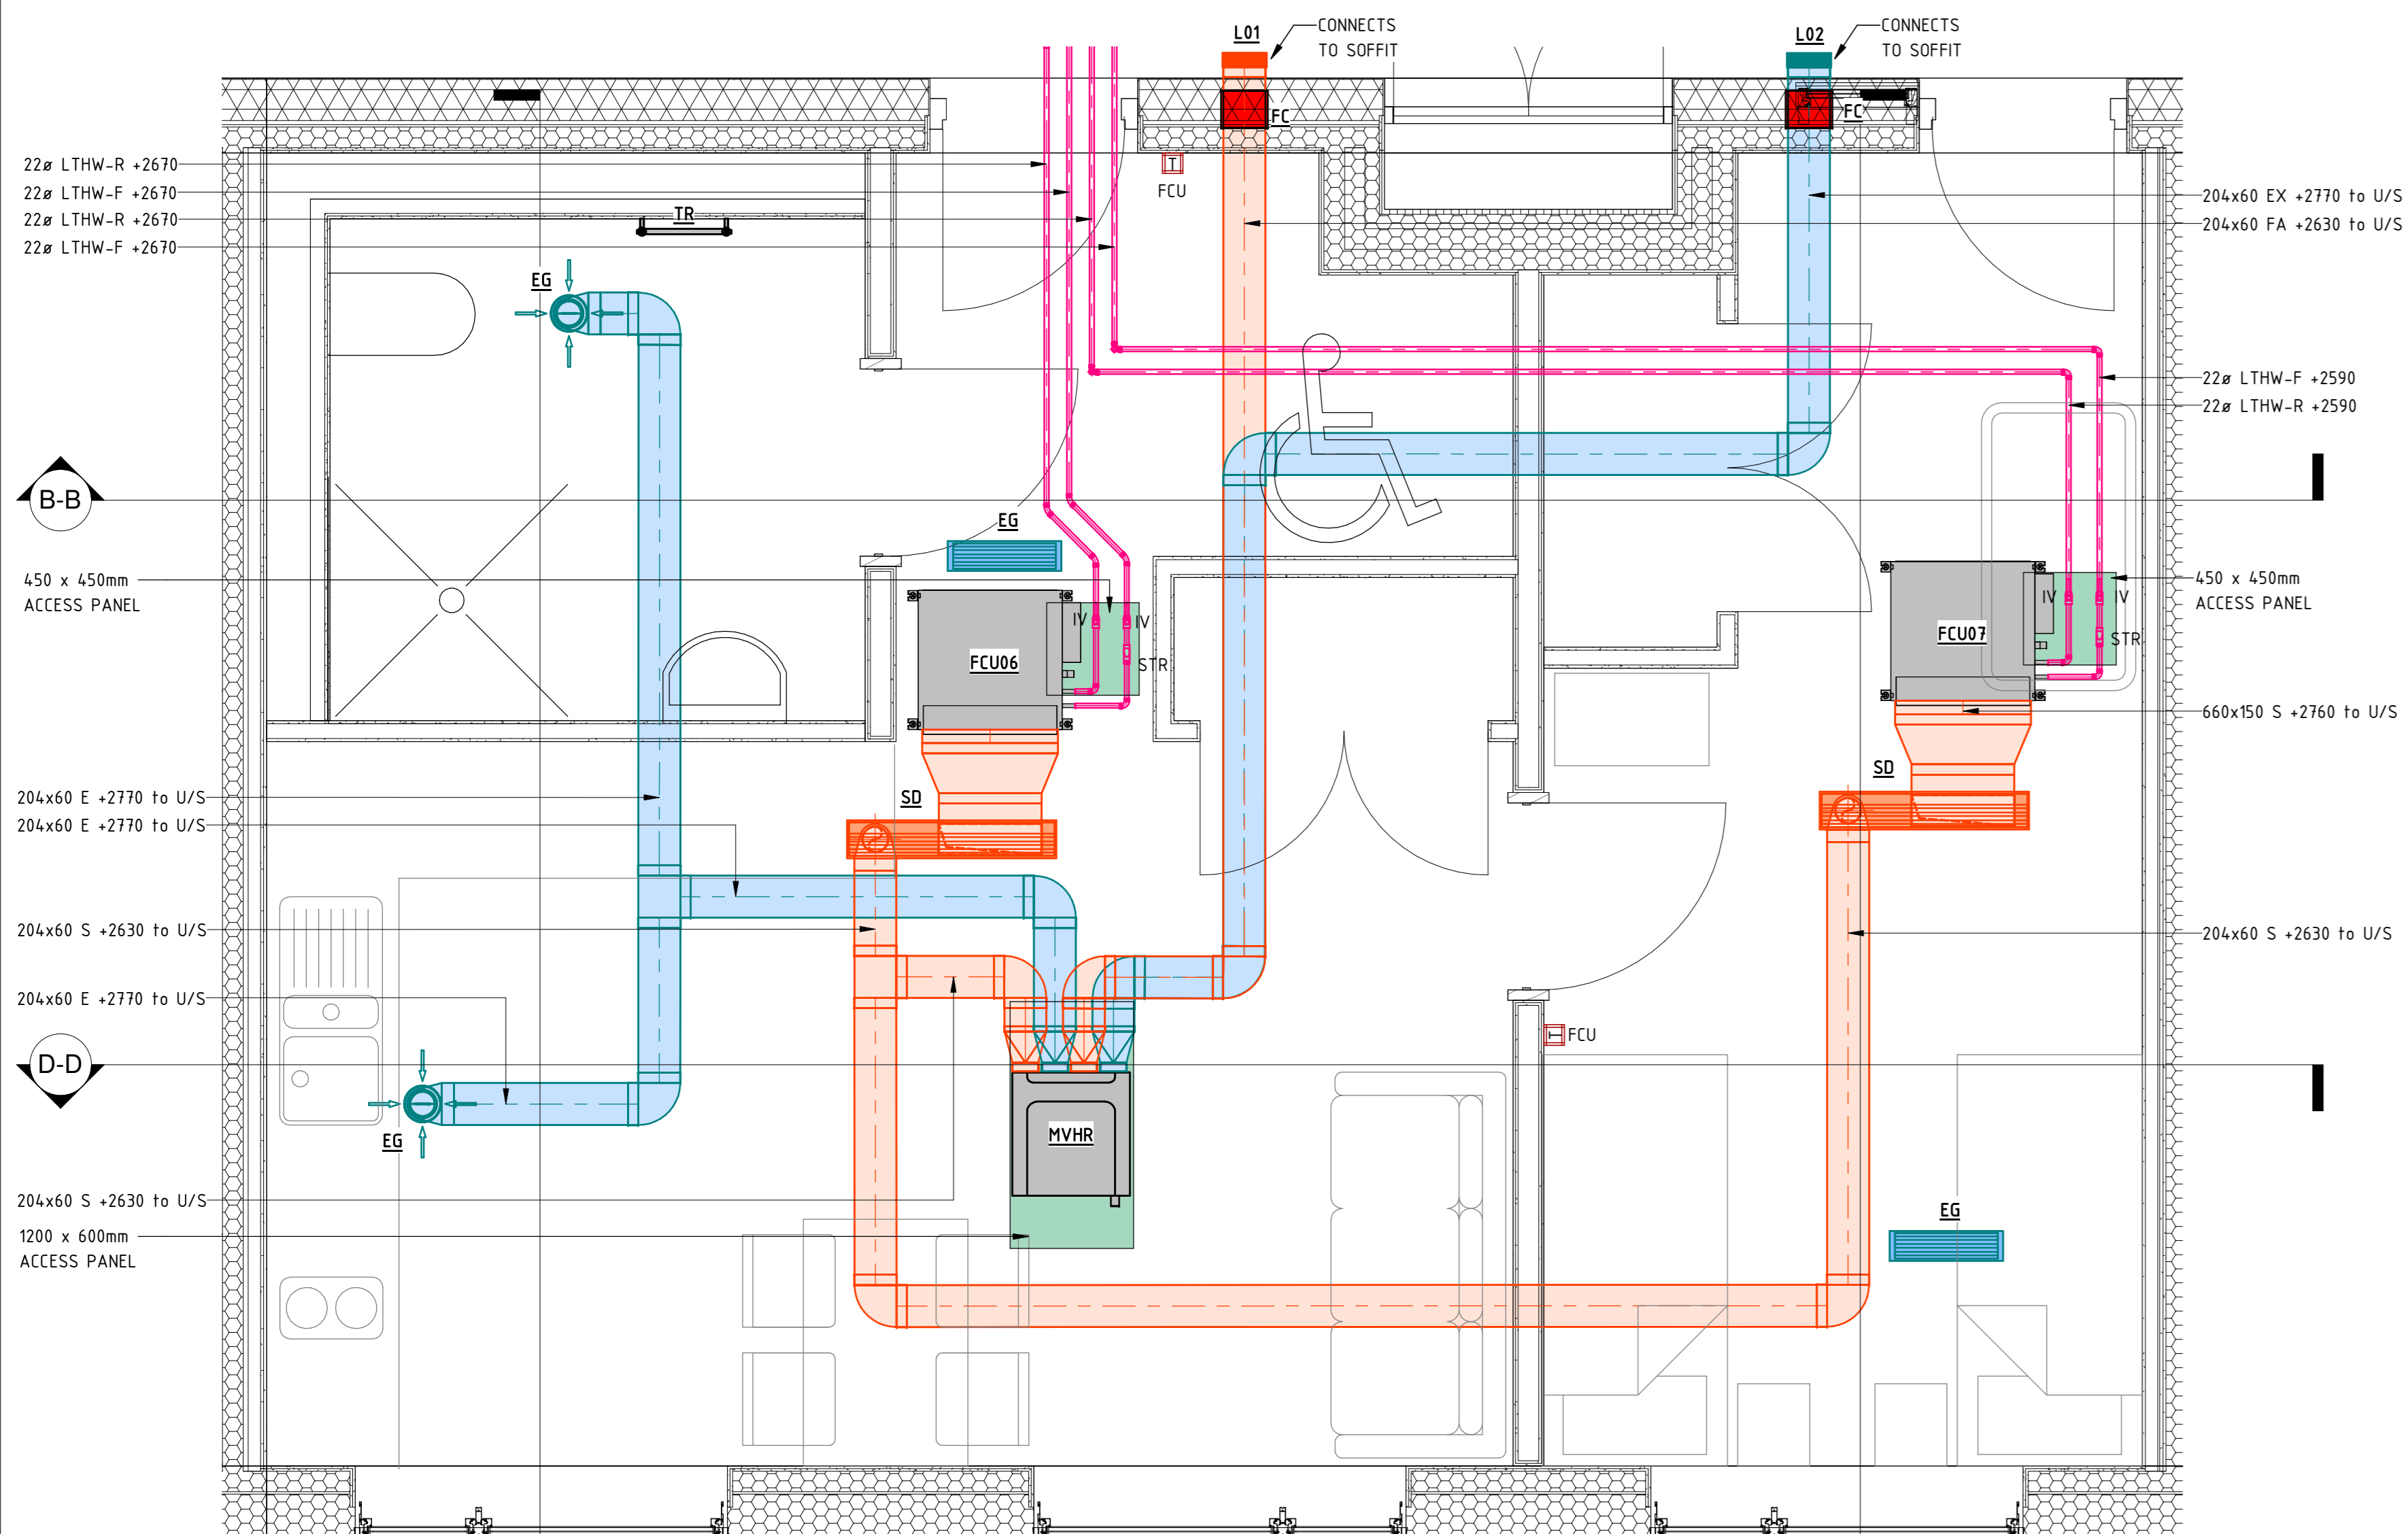 L01
CONNECTS
TO SOFFIT
L02
CONNECTS
TO SOFFIT
FC
FC
T
FCU
22ø LTHW-R +2670
22ø LTHW-F +2670
22ø LTHW-R +2670
22ø LTHW-F +2670
TR
EG
204x60 EX +2770 to U/S
204x60 FA +2630 to U/S
22ø LTHW-F +2590
22ø LTHW-R +2590
B-B
EG
450 x 450mm
ACCESS PANEL
IV
IV
STR
FCU06
450 x 450mm
ACCESS PANEL
IV
IV
STR
FCU07
660x150 S +2760 to U/S
SD
SD
204x60 E +2770 to U/S
204x60 E +2770 to U/S
204x60 S +2630 to U/S
204x60 S +2630 to U/S
204x60 E +2770 to U/S
T
FCU
D-D
EG
MVHR
204x60 S +2630 to U/S
1200 x 600mm
ACCESS PANEL
EG